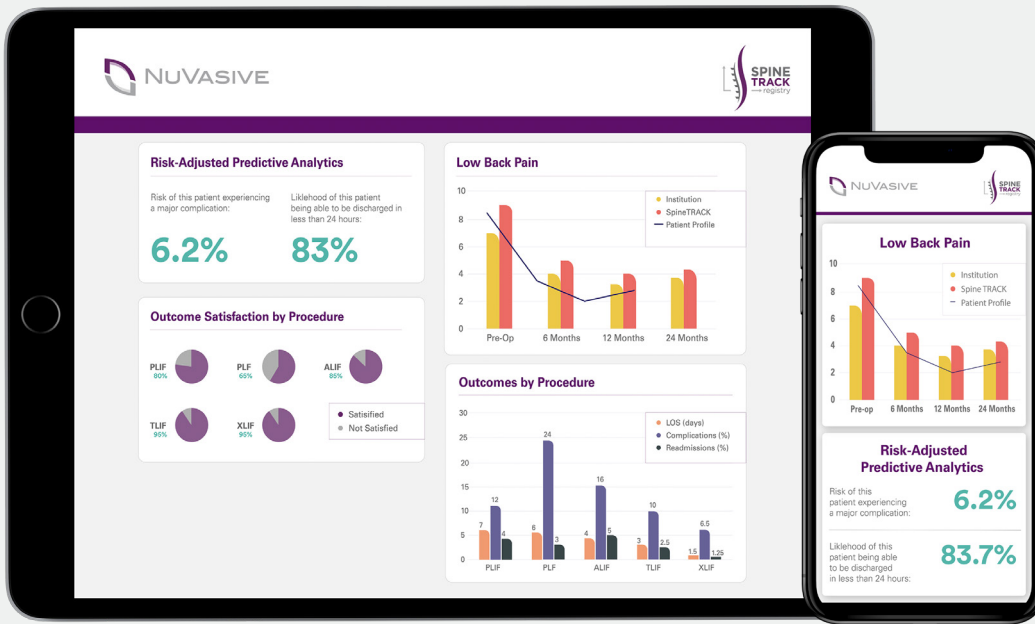 NUVASIVE
SPINE
TRACK
registry
Risk-Adjusted Predictive Analytics
Risk of this patient experiencing
a major complication:
6.2%
Liklehood of this patient
being able to be discharged in
less than 24 hours:
83%
Outcome Satisfaction by Procedure
PLIF
80%
PLF
65%
ALIF
85%
TLIF
95%
XLIF
95%
Satisified
Not Satisfied
Low Back Pain
10
8
6
4
2
0
Institution
SpineTRACK
Patient Profile
Pre-Op
6 Months
12 Months
24 Months
Outcomes by Procedure
30
25
20
15
10
5
0
LOS (days)
Complications (%)
Readmissions (%)
7
12
4
6
24
3
4
16
5
3
10
2.5
1.5
6.5
1.25
PLIF
PLF
ALIF
TLIF
XLIF
NUVASIVE
SPINE
TRACK
Low Back Pain
10
8
6
4
2
0
Institution
Spine TRACK
Patient Profile
Pre-op
6 Months
12 Months
24 Months
Risk-Adjusted
Predictive Analytics
Risk of this
patient experiencing
a major complication:
6.2%
Liklehood of this
patient being able
to be discharged
in less than 24 hours:
83.7%